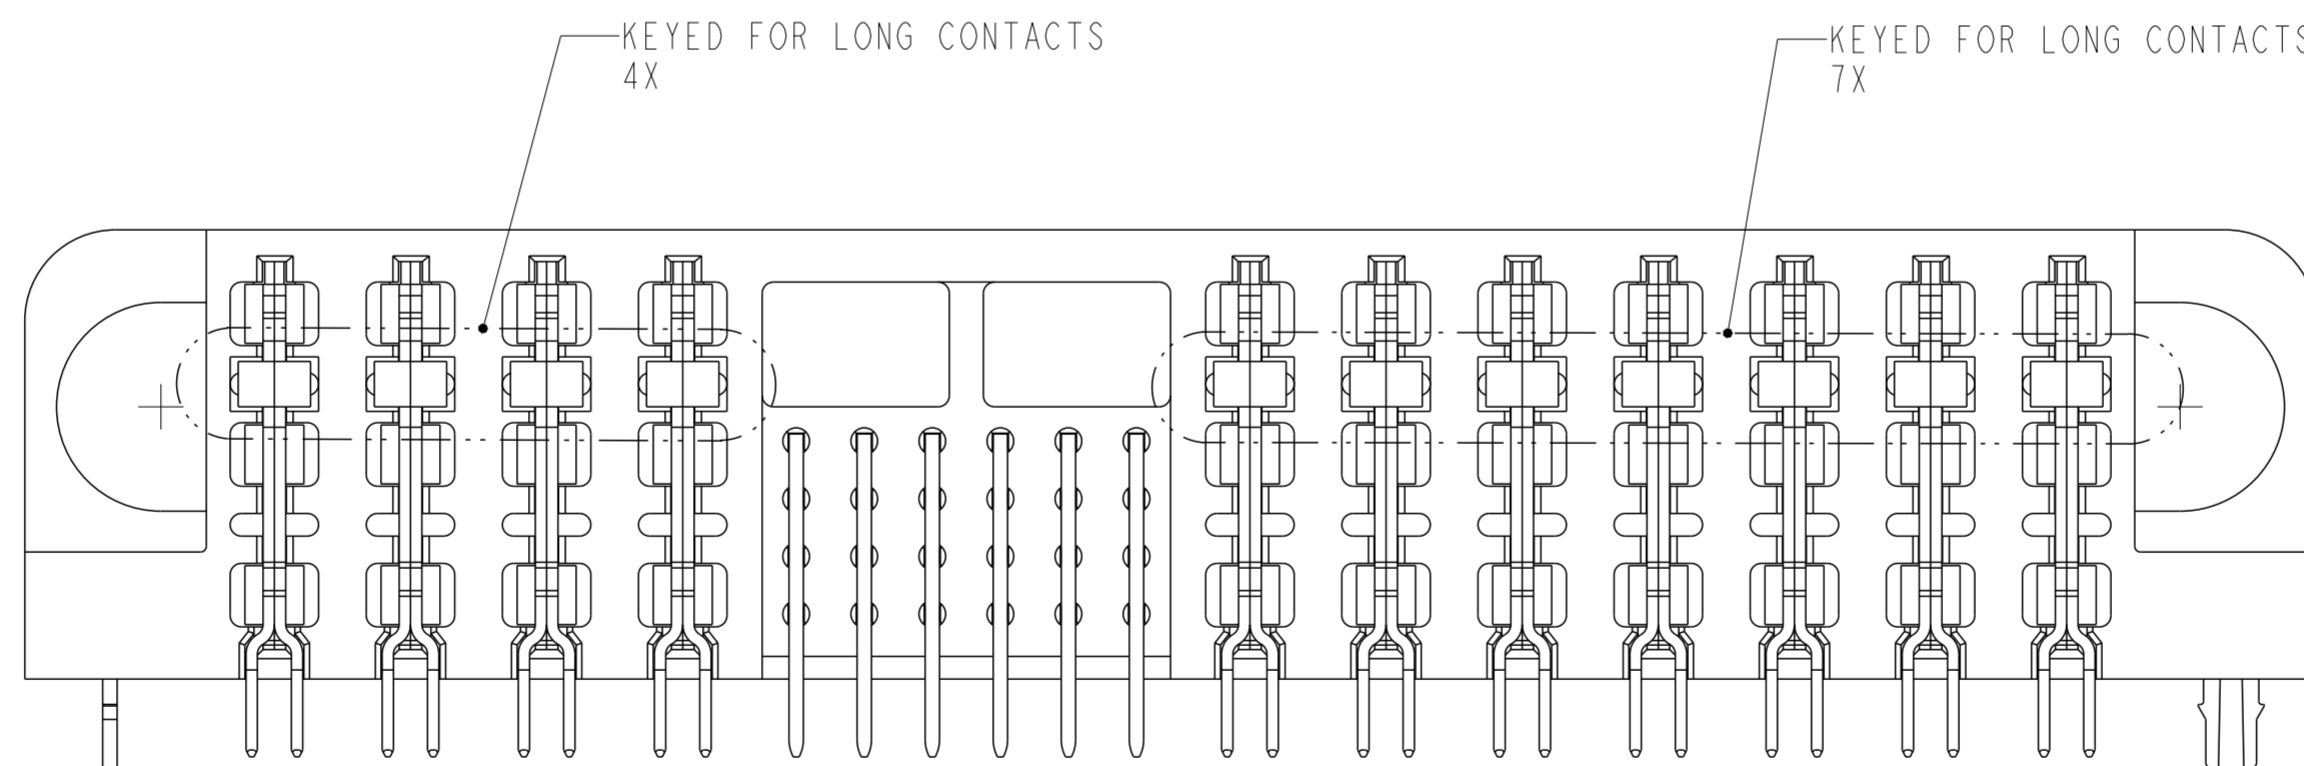 KEYED FOR LONG CONTACTS
4X
KEYED FOR LONG CONTACTS
7X